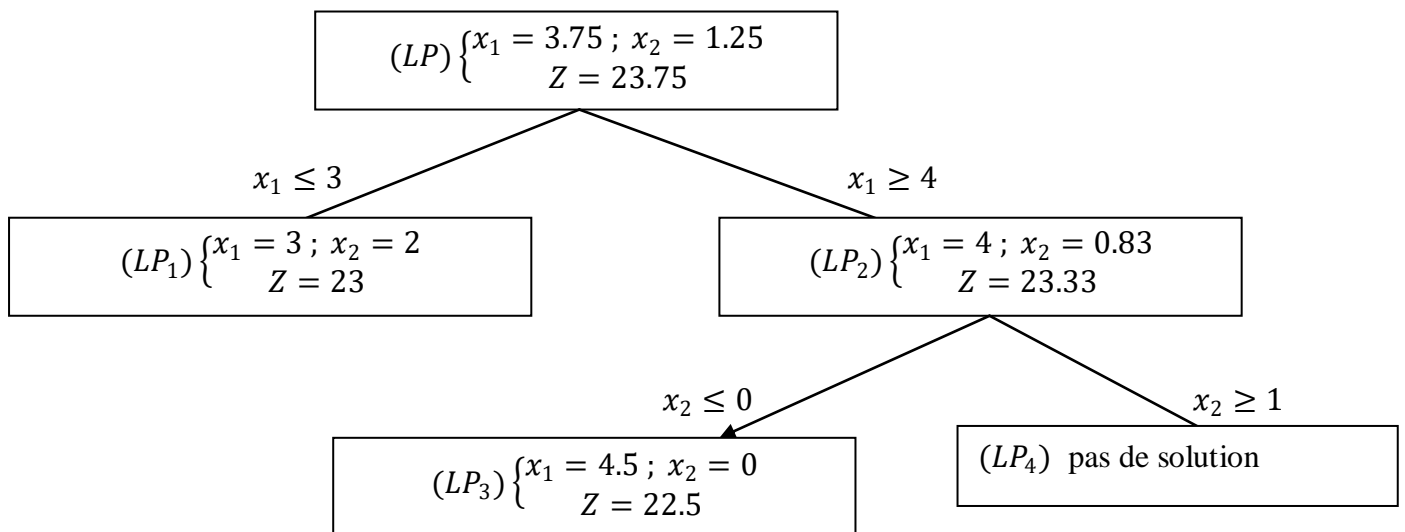 (LP) {x₁ = 3.75 ; x₂ = 1.25
Z = 23.75
x₁ ≤ 3
x₁ ≥ 4
(LP₁) {x₁ = 3 ; x₂ = 2
Z = 23
(LP₂) {x₁ = 4 ; x₂ = 0.83
Z = 23.33
x₂ ≤ 0
x₂ ≥ 1
(LP₃) {x₁ = 4.5 ; x₂ = 0
Z = 22.5
(LP₄) pas de solution